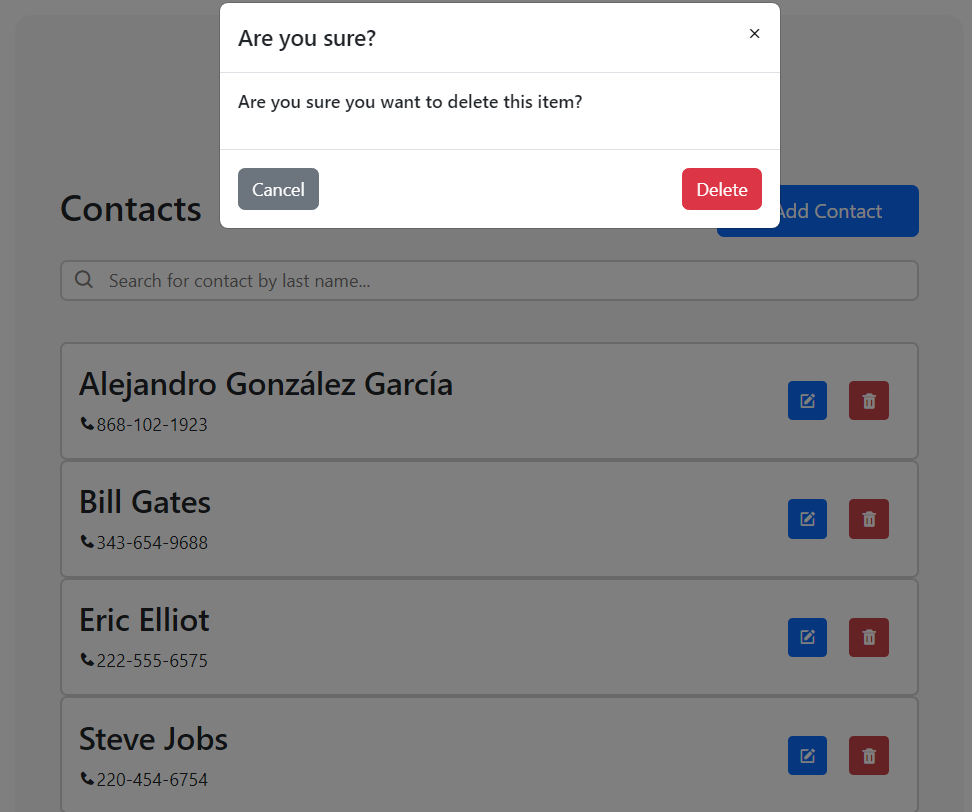 Are you sure?
×
Are you sure you want to delete this item?
Cancel
Delete
Contacts
Add Contact
Search for contact by last name...
Alejandro González García
868-102-1923
Bill Gates
343-654-9688
Eric Elliot
222-555-6575
Steve Jobs
220-454-6754